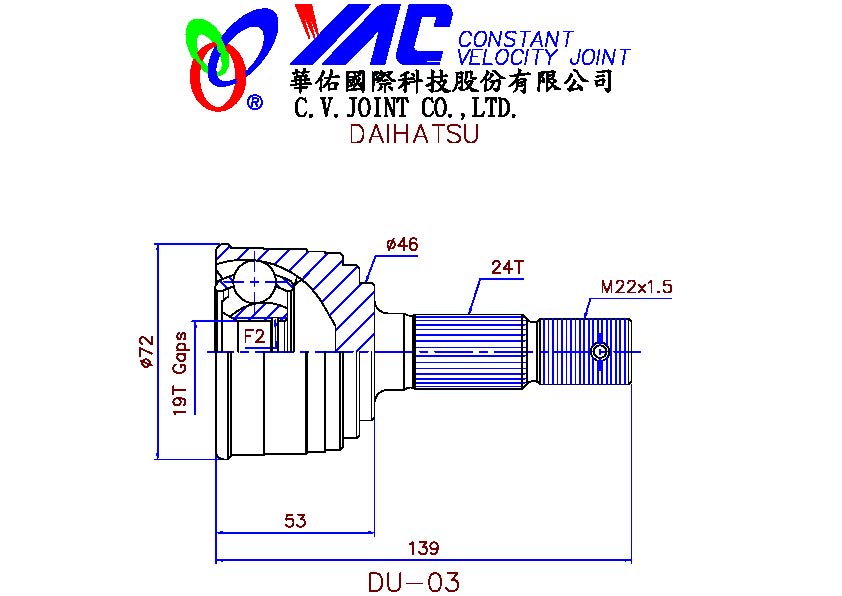 YAC CONSTANT
VELOCITY JOINT
®
華佑國際科技股份有限公司
C.V.JOINT CO.,LTD.
DAIHATSU
ø46
24T
M22x1.5
F2
ø72
19T Gaps
53
139
DU-03